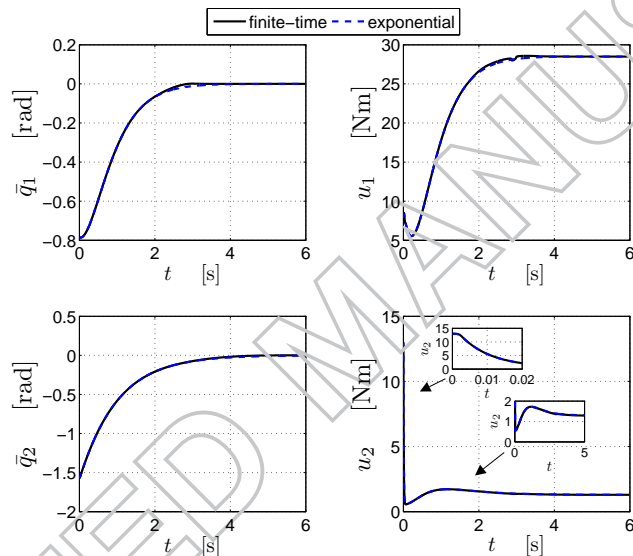 finite-time exponential
0.2
0
−0.2
−0.4
−0.6
−0.8
0 2 4 6
q̄1 [rad]
t [s]
30
25
20
15
10
5
0 2 4 6
u1 [Nm]
t [s]
0.5
0
−0.5
−1
−1.5
−2
0 2 4 6
q̄2 [rad]
t [s]
15
10
5
0
0 2 4 6
u2 [Nm]
t [s]
15
10
5
0
0 0.01 0.02
u2
t
2
1
0
0 5
u2
t
ED MANUS